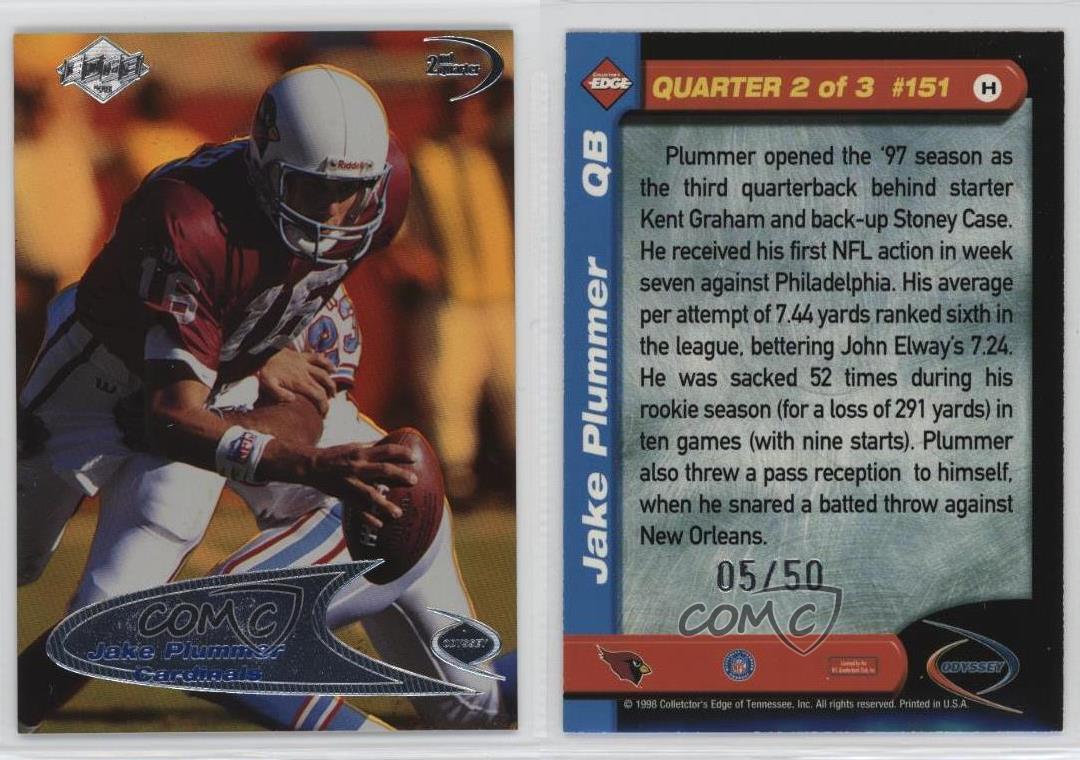 EDGE
2nd
Quarter
Riddell
16
COMC
Jake Plummer
Cardinals
ODYSSEY
COLLECTOR'S
EDGE
QUARTER 2 of 3 #151 H
Jake Plummer QB
Plummer opened the '97 season as
the third quarterback behind starter
Kent Graham and back-up Stoney Case.
He received his first NFL action in week
seven against Philadelphia. His average
per attempt of 7.44 yards ranked sixth in
the league, bettering John Elway's 7.24.
He was sacked 52 times during his
rookie season (for a loss of 291 yards) in
ten games (with nine starts). Plummer
also threw a pass reception to himself,
when he snared a batted throw against
New Orleans.
05/50
COMC
ODYSSEY
© 1998 Colletctor's Edge of Tennessee, Inc. All rights reserved. Printed in U.S.A.